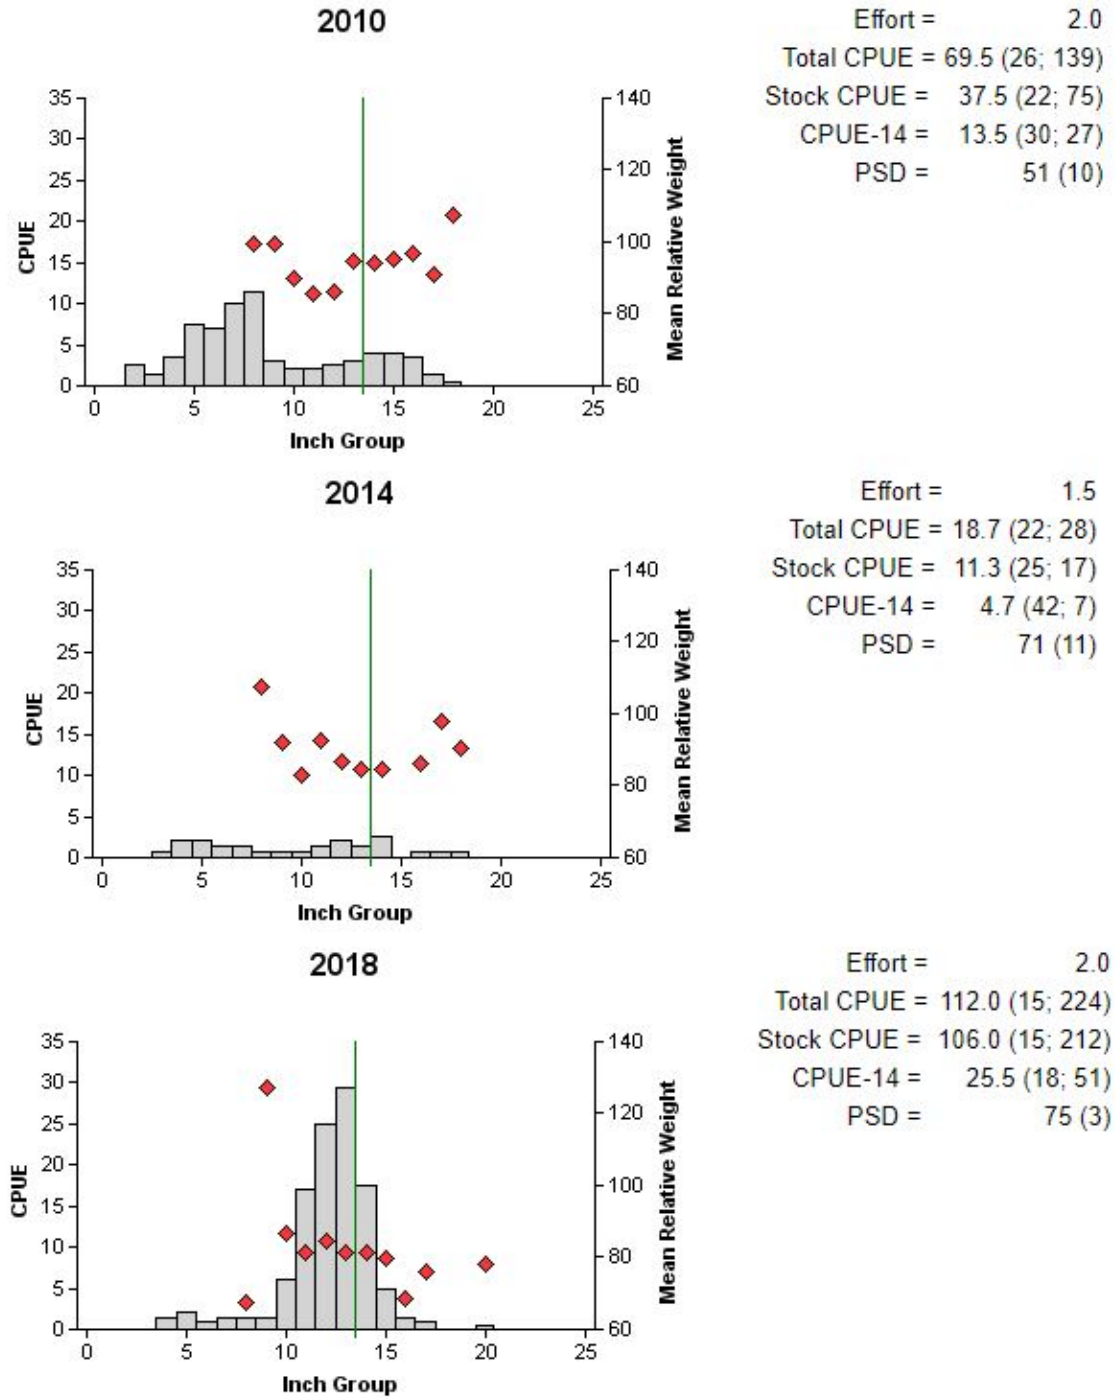 2010
Effort = 2.0
Total CPUE = 69.5 (26; 139)
Stock CPUE = 37.5 (22; 75)
CPUE-14 = 13.5 (30; 27)
PSD = 51 (10)
35
30
25
20
15
10
5
0
CPUE
140
120
100
80
60
Mean Relative Weight
0 5 10 15 20 25
Inch Group
2014
Effort = 1.5
Total CPUE = 18.7 (22; 28)
Stock CPUE = 11.3 (25; 17)
CPUE-14 = 4.7 (42; 7)
PSD = 71 (11)
35
30
25
20
15
10
5
0
CPUE
140
120
100
80
60
Mean Relative Weight
0 5 10 15 20 25
Inch Group
2018
Effort = 2.0
Total CPUE = 112.0 (15; 224)
Stock CPUE = 106.0 (15; 212)
CPUE-14 = 25.5 (18; 51)
PSD = 75 (3)
35
30
25
20
15
10
5
0
CPUE
140
120
100
80
60
Mean Relative Weight
0 5 10 15 20 25
Inch Group